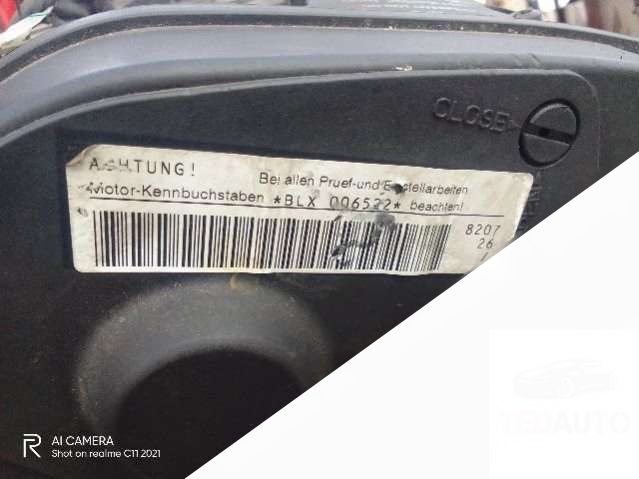 CLOSE
ACHTUNG! Bei allen Pruef-und Einstellarbeiten
Motor-Kennbuchstaben *BLX 006522* beachten!
8207
26
TEDAUTO
AI CAMERA
Shot on realme C11 2021